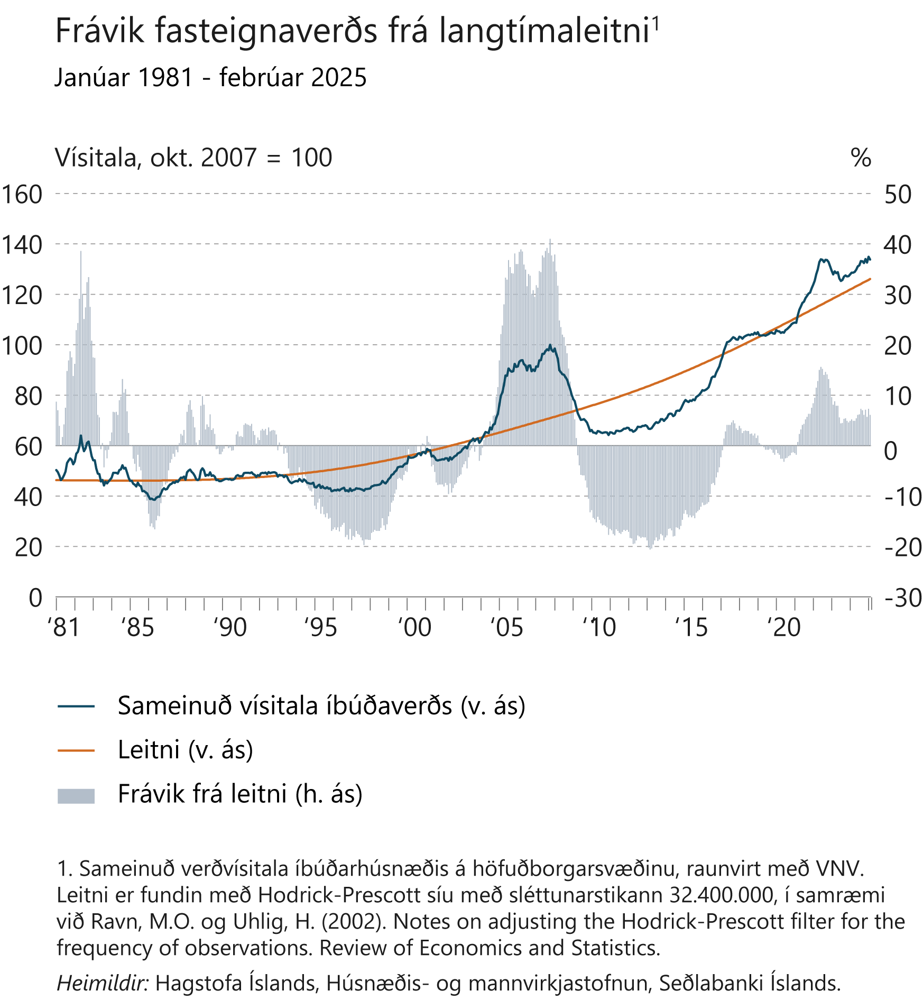 Frávik fasteignaverðs frá langtímaleitni¹
Janúar 1981 - febrúar 2025
Vísitala, okt. 2007 = 100 %
160 50
140 40
120 30
100 20
80 10
60 0
40 -10
20 -20
0 -30
‘81 ‘85 ‘90 ‘95 ‘00 ‘05 ‘10 ‘15 ‘20
Sameinuð vísitala íbúðaverðs (v. ás)
Leitni (v. ás)
Frávik frá leitni (h. ás)
1. Sameinuð verðvísitala íbúðarhúsnæðis á höfuðborgarsvæðinu, raunvirt með VNV.
Leitni er fundin með Hodrick-Prescott síu með sléttunarstikann 32.400.000, í samræmi
við Ravn, M.O. og Uhlig, H. (2002). Notes on adjusting the Hodrick-Prescott filter for the
frequency of observations. Review of Economics and Statistics.
Heimildir: Hagstofa Íslands, Húsnæðis- og mannvirkjastofnun, Seðlabanki Íslands.